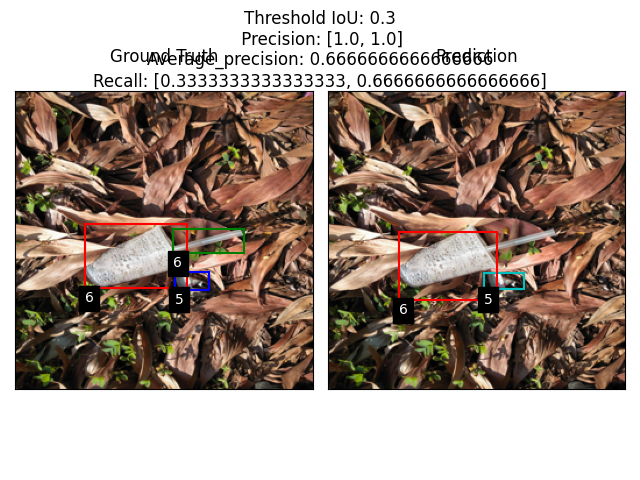 Threshold IoU: 0.3
Precision: [1.0, 1.0]
Ground Truth
Prediction
Average_precision: 0.6666666666666666
Recall: [0.3333333333333333, 0.6666666666666666]
6
6
5
5
6